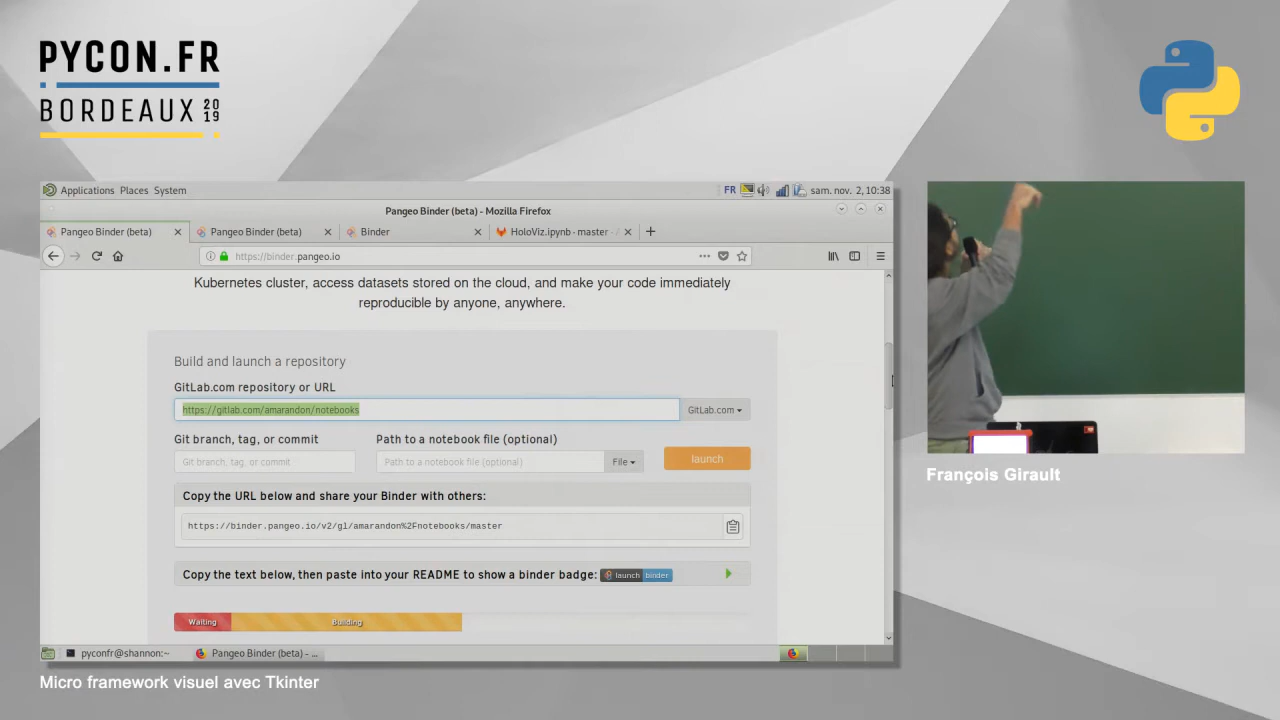 PYCON.FR
BORDEAUX 2019
Applications Places System
FR
sam. nov. 2, 10:38
Pangeo Binder (beta) - Mozilla Firefox
Pangeo Binder (beta)
Pangeo Binder (beta)
Binder
HoloViz.ipynb · master ·
https://binder.pangeo.io
Kubernetes cluster, access datasets stored on the cloud, and make your code immediately
reproducible by anyone, anywhere.
Build and launch a repository
GitLab.com repository or URL
https://gitlab.com/amarandon/notebooks
GitLab.com
Git branch, tag, or commit
Path to a notebook file (optional)
Git branch, tag, or commit
Path to a notebook file (optional)
File
launch
Copy the URL below and share your Binder with others:
https://binder.pangeo.io/v2/gl/amarandon%2Fnotebooks/master
Copy the text below, then paste into your README to show a binder badge: launch binder
Waiting
Building
pyconfr@shannon:~
Pangeo Binder (beta) - ...
François Girault
Micro framework visuel avec Tkinter